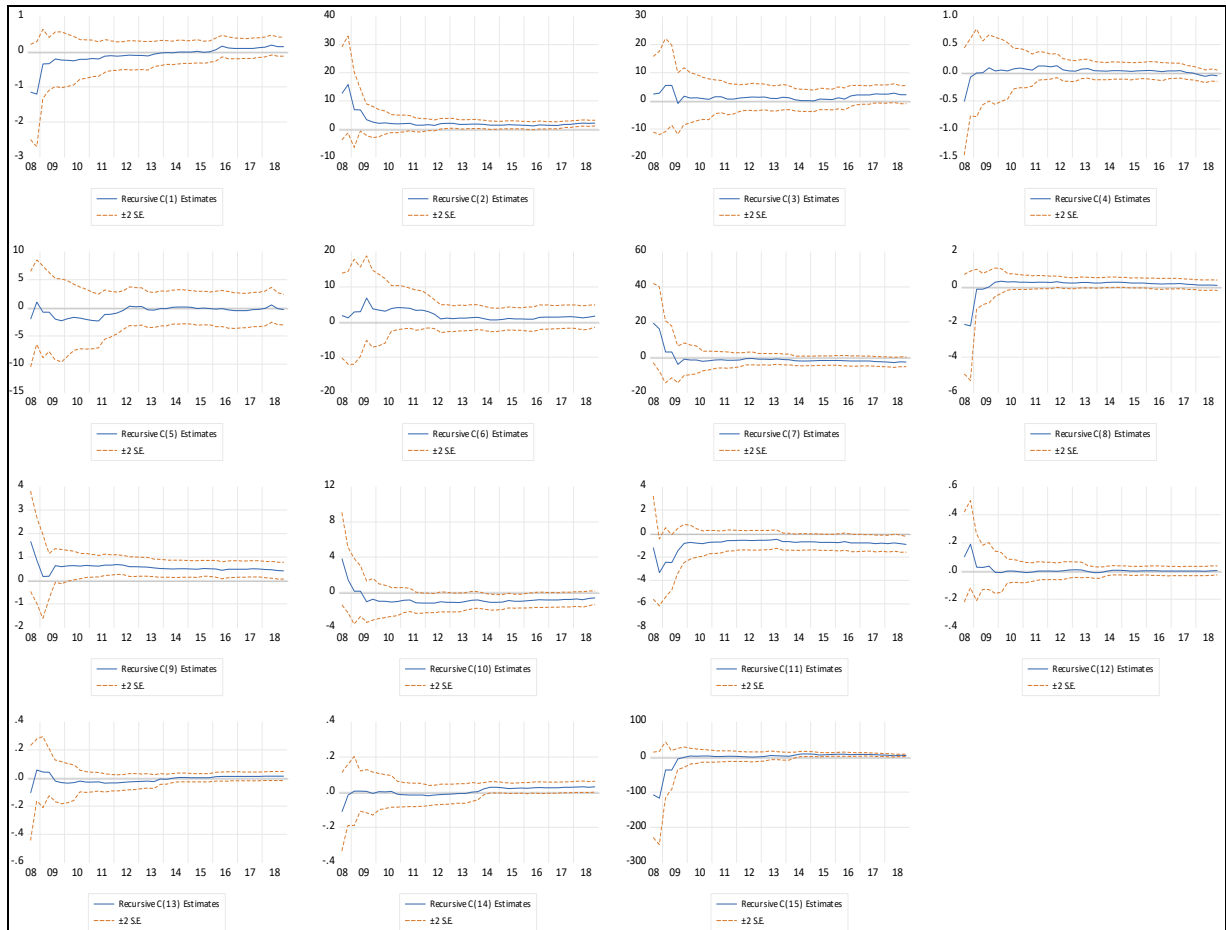 1
0
-1
-2
-3
08 09 10 11 12 13 14 15 16 17 18
Recursive C(1) Estimates
±2 S.E.
40
30
20
10
0
-10
08 09 10 11 12 13 14 15 16 17 18
Recursive C(2) Estimates
±2 S.E.
30
20
10
0
-10
-20
08 09 10 11 12 13 14 15 16 17 18
Recursive C(3) Estimates
±2 S.E.
1.0
0.5
0.0
-0.5
-1.0
-1.5
08 09 10 11 12 13 14 15 16 17 18
Recursive C(4) Estimates
±2 S.E.
10
5
0
-5
-10
-15
08 09 10 11 12 13 14 15 16 17 18
Recursive C(5) Estimates
±2 S.E.
20
10
0
-10
-20
08 09 10 11 12 13 14 15 16 17 18
Recursive C(6) Estimates
±2 S.E.
60
40
20
0
-20
08 09 10 11 12 13 14 15 16 17 18
Recursive C(7) Estimates
±2 S.E.
2
0
-2
-4
-6
08 09 10 11 12 13 14 15 16 17 18
Recursive C(8) Estimates
±2 S.E.
4
3
2
1
0
-1
-2
08 09 10 11 12 13 14 15 16 17 18
Recursive C(9) Estimates
±2 S.E.
12
8
4
0
-4
08 09 10 11 12 13 14 15 16 17 18
Recursive C(10) Estimates
±2 S.E.
4
2
0
-2
-4
-6
-8
08 09 10 11 12 13 14 15 16 17 18
Recursive C(11) Estimates
±2 S.E.
.6
.4
.2
.0
-.2
-.4
08 09 10 11 12 13 14 15 16 17 18
Recursive C(12) Estimates
±2 S.E.
.4
.2
.0
-.2
-.4
-.6
08 09 10 11 12 13 14 15 16 17 18
Recursive C(13) Estimates
±2 S.E.
.4
.2
.0
-.2
-.4
08 09 10 11 12 13 14 15 16 17 18
Recursive C(14) Estimates
±2 S.E.
100
0
-100
-200
-300
08 09 10 11 12 13 14 15 16 17 18
Recursive C(15) Estimates
±2 S.E.